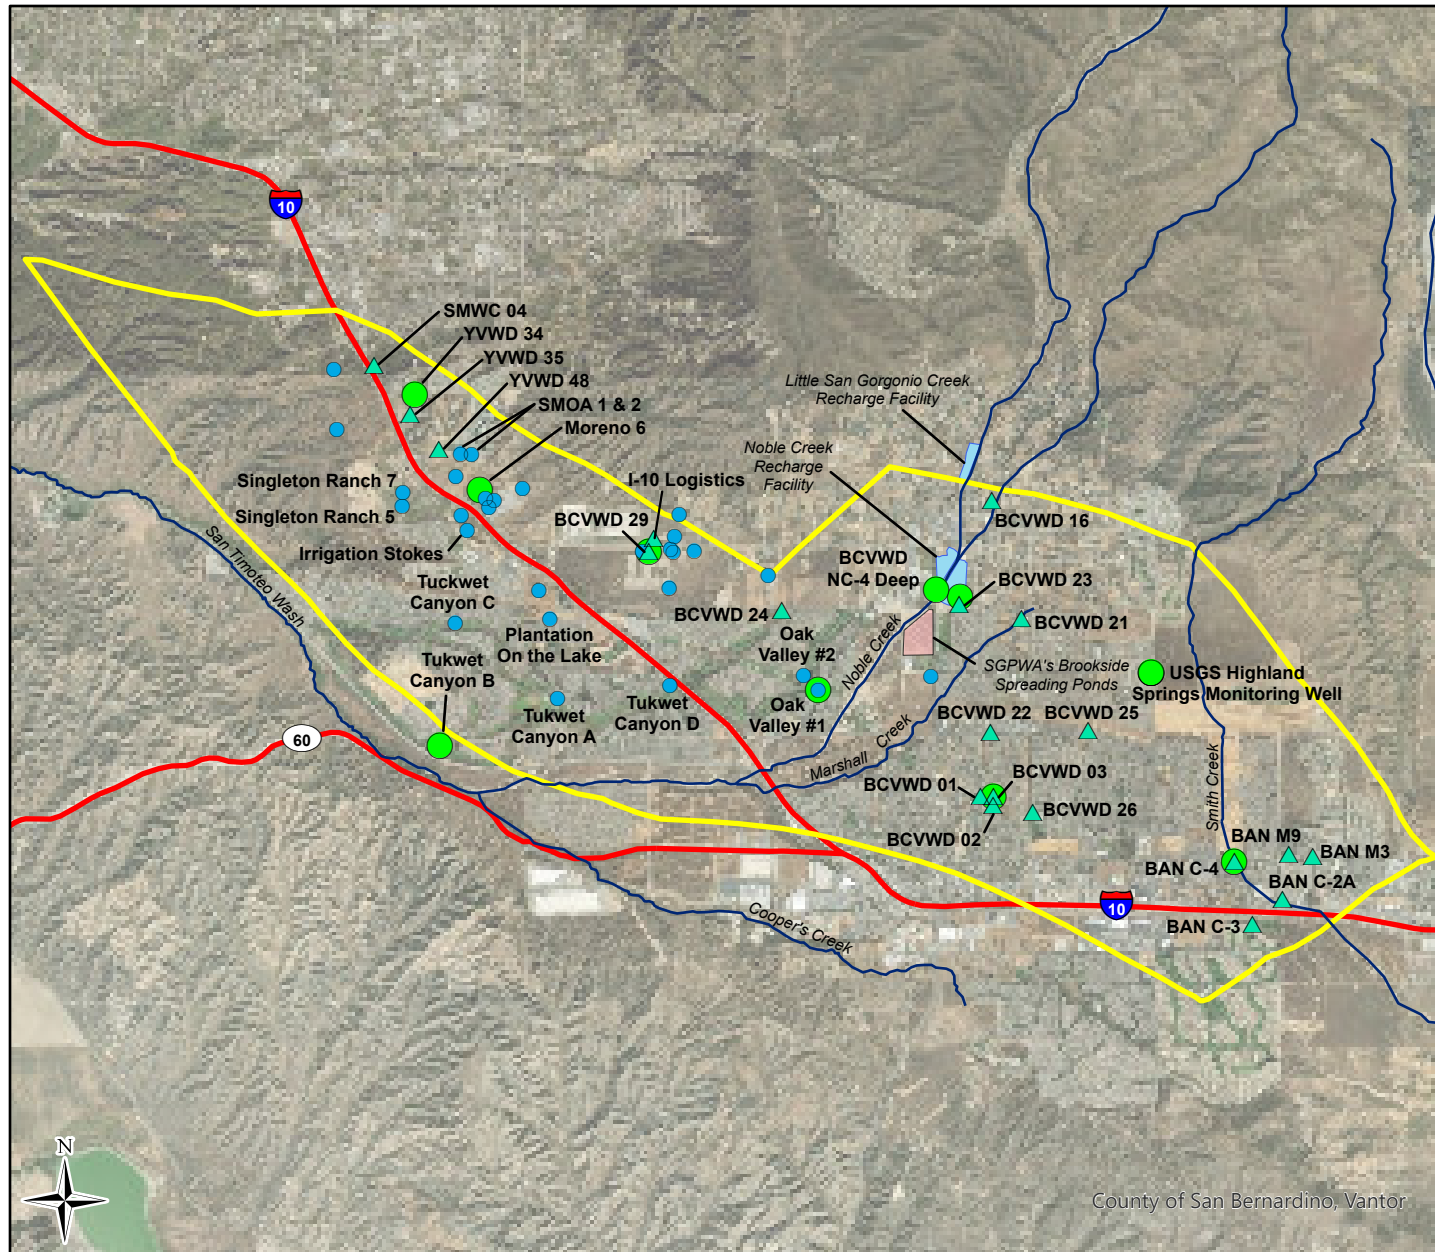 10
SMWC 04
YVWD 34
YVWD 35
YVWD 48
SMOA 1 & 2
Moreno 6
Little San Gorgonio Creek
Recharge Facility
Noble Creek
Recharge
Facility
Singleton Ranch 7
Singleton Ranch 5
Irrigation Stokes
I-10 Logistics
BCVWD 29
BCVWD 16
BCVWD
NC-4 Deep
BCVWD 23
San Timoteo Wash
Tuckwet
Canyon C
Plantation
On the Lake
BCVWD 24
Oak
Valley #2
Noble Creek
BCVWD 21
SGPWA's Brookside
Spreading Ponds
USGS Highland
Springs Monitoring Well
Tukwet
Canyon B
Tukwet
Canyon A
Tukwet
Canyon D
Oak
Valley #1
60
Marshall Creek
BCVWD 22
BCVWD 25
BCVWD 01
BCVWD 03
BCVWD 02
BCVWD 26
Smith Creek
BAN M9
BAN M3
BAN C-4
BAN C-2A
10
BAN C-3
Cooper's Creek
N
County of San Bernardino, Vantor